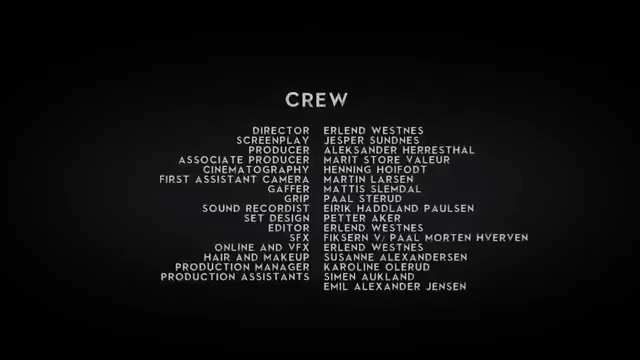 CREW
DIRECTOR ERLEND WESTNES
SCREENPLAY JESPER SUNDNES
PRODUCER ALEKSANDER HERRESTHAL
ASSOCIATE PRODUCER MARIT STORE VALEUR
CINEMATOGRAPHY HENNING HOIFODT
FIRST ASSISTANT CAMERA MARTIN LARSEN
GAFFER MATTIS SLEMDAL
GRIP PAAL STERUD
SOUND RECORDIST EIRIK HADDLAND PAULSEN
SET DESIGN PETTER AKER
EDITOR ERLEND WESTNES
SFX FIKSERN V/ PAAL MORTEN HVERVEN
ONLINE AND VFX ERLEND WESTNES
HAIR AND MAKEUP SUSANNE ALEXANDERSEN
PRODUCTION MANAGER KAROLINE OLERUD
PRODUCTION ASSISTANTS SIMEN AUKLAND
EMIL ALEXANDER JENSEN